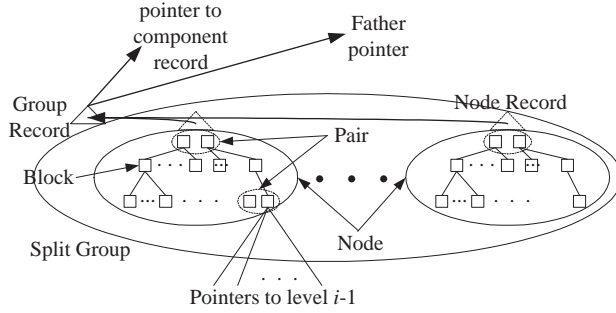 pointer to
component
record
Father
pointer
Group
Record
Node Record
Pair
Block
Node
Split Group
Pointers to level i-1